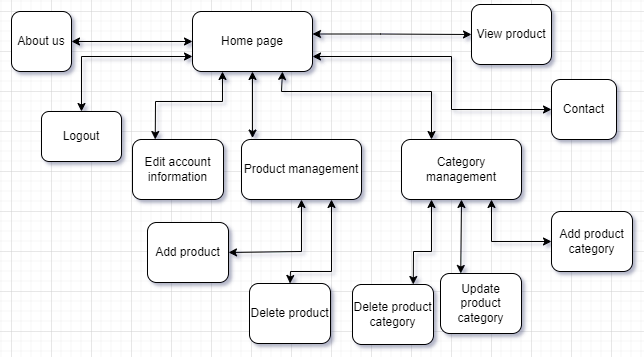 About us
Home page
View product
Logout
Contact
Edit account
information
Product management
Category
management
Add product
Add product
category
Delete product
Delete product
category
Update
product
category